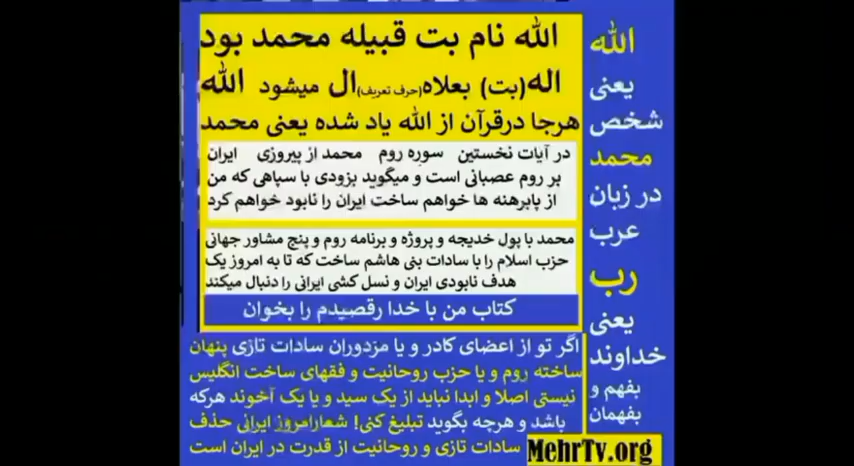 الله نام بت قبیله محمد بود
اله(بت) بعلاه(حرف تعریف)ال میشود الله
هرجا درقرآن از الله یاد شده یعنی محمد
در آیات نخستین سوره روم محمد از پیروزی ایران
بر روم عصبانی است و میگوید بزودی با سپاهی که من
از پابرهنه ها خواهم ساخت ایران را نابود خواهم کرد
محمد با پول خدیجه و پروژه و برنامه روم و پنج مشاور جهانی
حزب اسلام را با سادات بنی هاشم ساخت که تا به امروز یک
هدف نابودی ایران و نسل کشی ایرانی را دنبال میکند
کتاب من با خدا رقصیدم را بخوان
الله
یعنی
شخص
محمد
در زبان
عرب
رب
یعنی
خداوند
بفهم و
بفهمان
اگر تو از اعضای کادر و یا مزدوران سادات تازی پنهان
ساخته روم و یا حزب روحانیت و فقهای ساخت انگلیس
نیستی اصلا و ابدا نباید از یک سید و یا یک آخوند هرکه
باشد و هرچه بگوید تبلیغ کنی! شعارامروز ایرانی حذف
سادات تازی و روحانیت از قدرت در ایران است
MehrTv.org